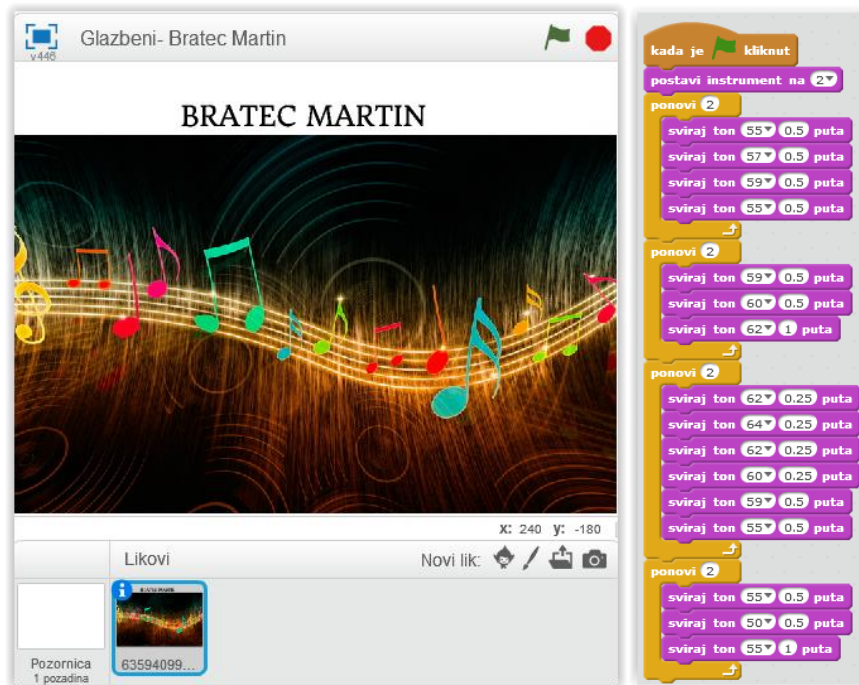 Glazbeni- Bratec Martin
v446
BRATEC MARTIN
x: 240 y: -180
Likovi
Novi lik:
Pozornica
1 pozadina
63594099...
kada je kliknut
postavi instrument na 2
ponovi 2
sviraj ton 55 0.5 puta
sviraj ton 57 0.5 puta
sviraj ton 59 0.5 puta
sviraj ton 55 0.5 puta
ponovi 2
sviraj ton 59 0.5 puta
sviraj ton 60 0.5 puta
sviraj ton 62 1 puta
ponovi 2
sviraj ton 62 0.25 puta
sviraj ton 64 0.25 puta
sviraj ton 62 0.25 puta
sviraj ton 60 0.25 puta
sviraj ton 59 0.5 puta
sviraj ton 55 0.5 puta
ponovi 2
sviraj ton 55 0.5 puta
sviraj ton 50 0.5 puta
sviraj ton 55 1 puta